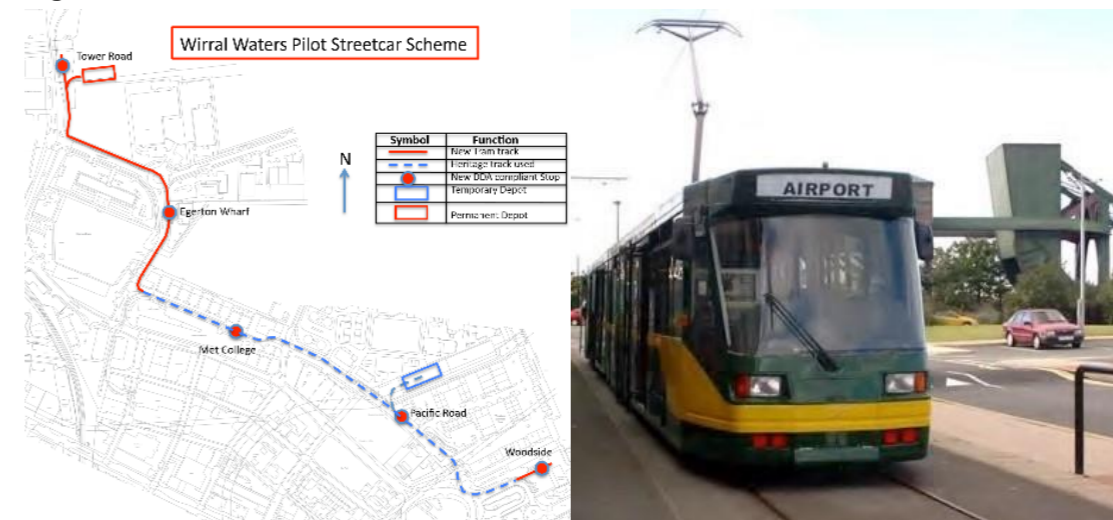 Wirral Waters Pilot Streetcar Scheme
Tower Road
Symbol Function
New Tram track
Heritage track used
New DDA compliant Stop
Temporary Depot
Permanent Depot
N
Egerton Wharf
Met College
Pacific Road
Woodside
AIRPORT